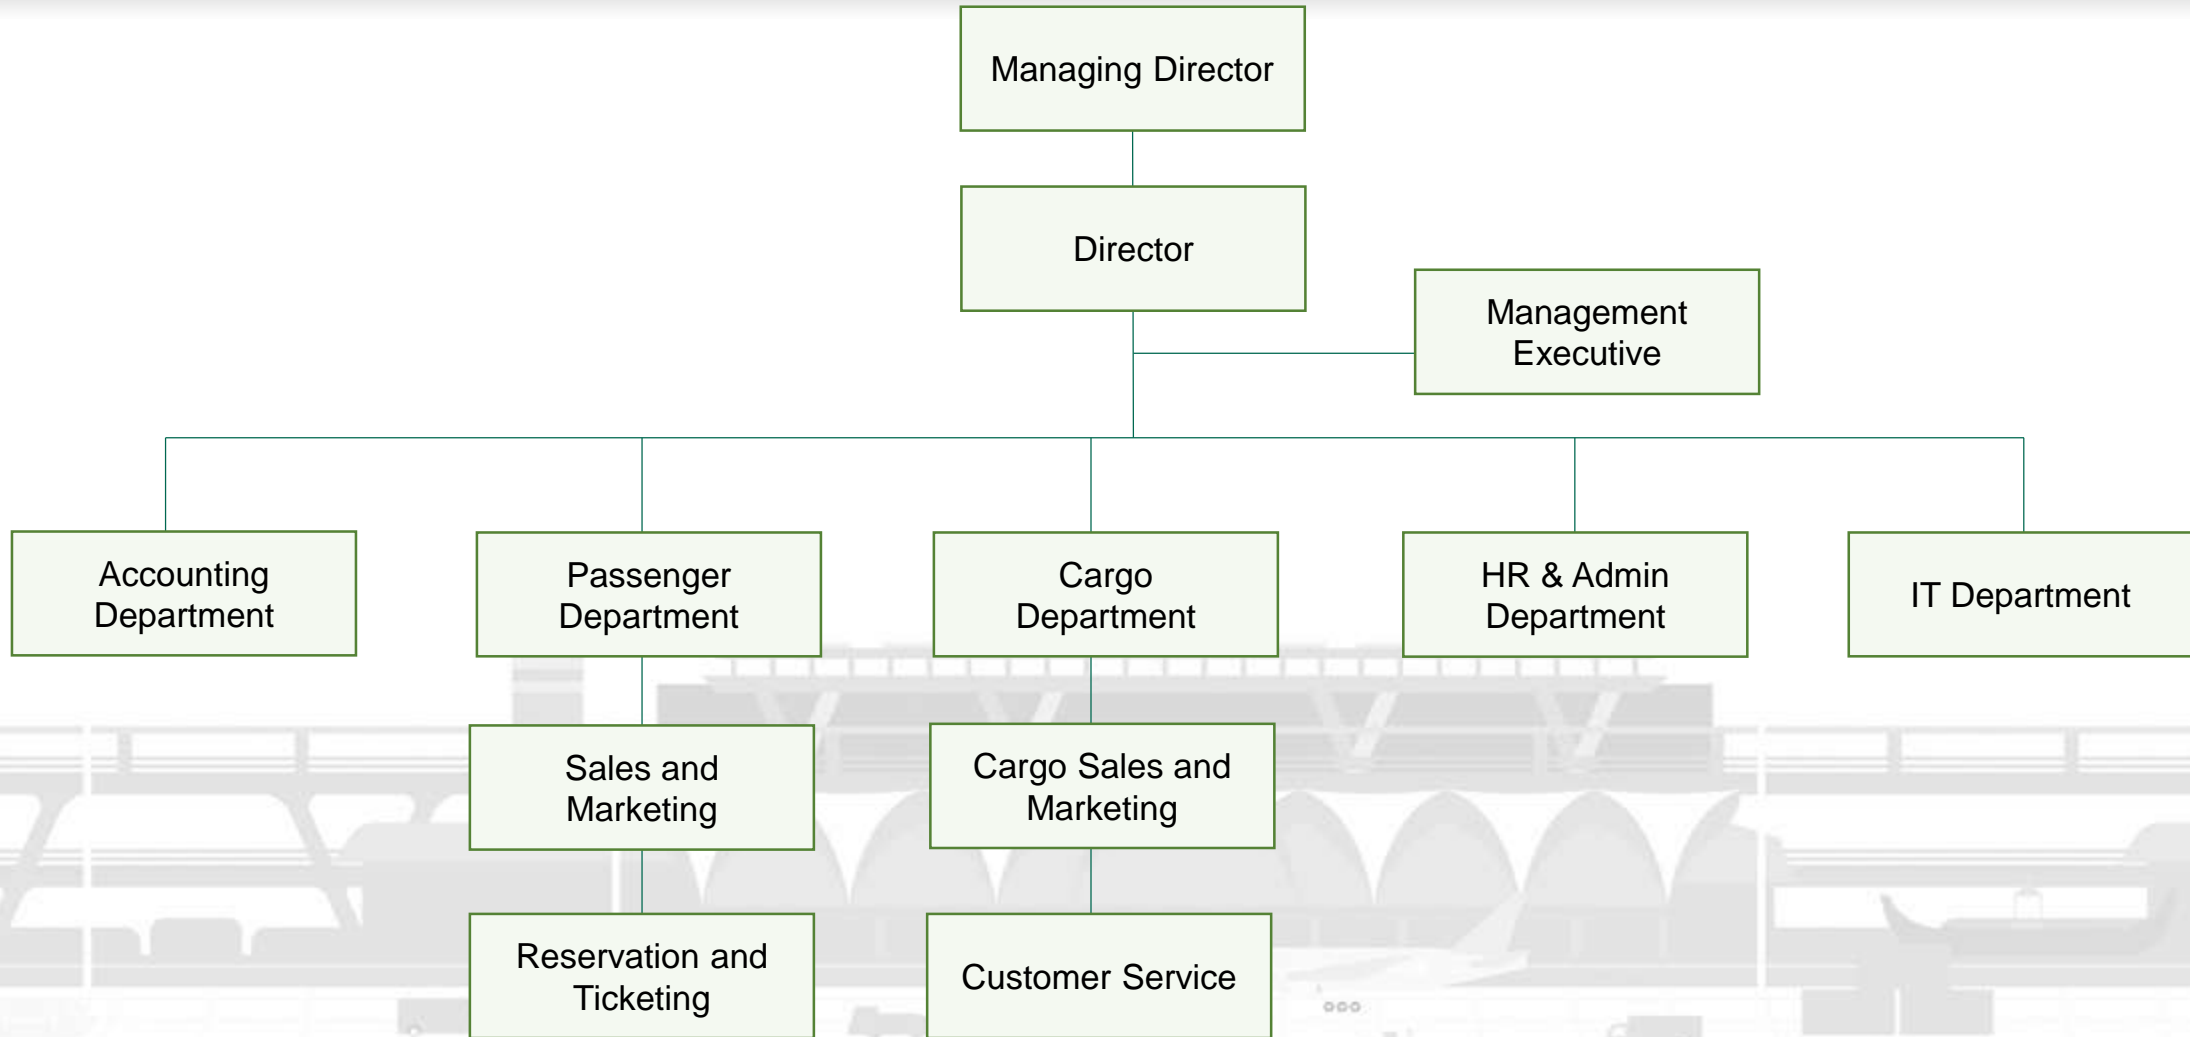 Managing Director
Director
Management
Executive
Accounting
Department
Passenger
Department
Cargo
Department
HR & Admin
Department
IT Department
Sales and
Marketing
Cargo Sales and
Marketing
Reservation and
Ticketing
Customer Service